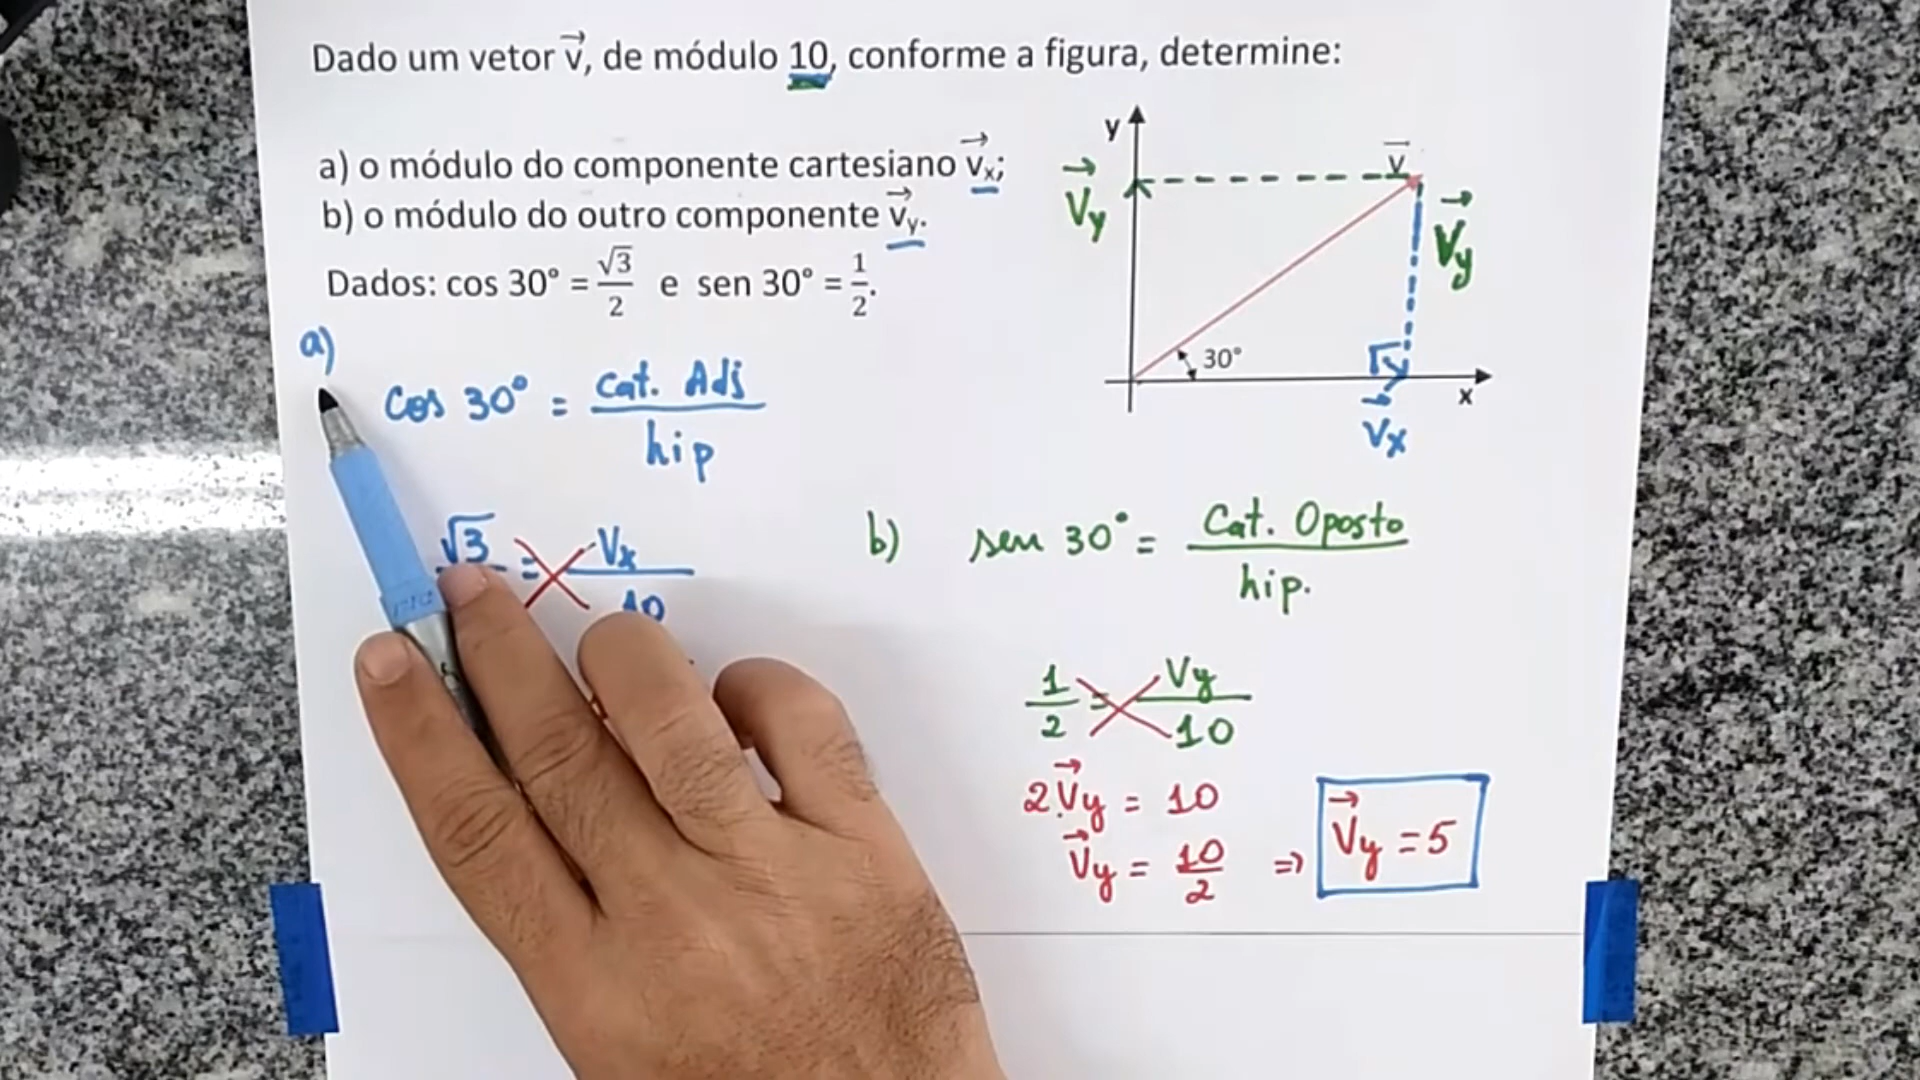 Dado um vetor v⃗, de módulo 10, conforme a figura, determine:
a) o módulo do componente cartesiano v⃗ₓ;
b) o módulo do outro componente v⃗ᵧ.
Dados: cos 30° = √3/2 e sen 30° = 1/2.
y
V⃗y
v
V⃗y
30°
x
V⃗x
a)
Cos 30° = Cat. Adj / hip
√3 = Vx / 10
b) sen 30° = Cat. Oposto / hip.
1/2 = Vy/10
2V⃗y = 10
V⃗y = 10/2 ⇒ V⃗y = 5